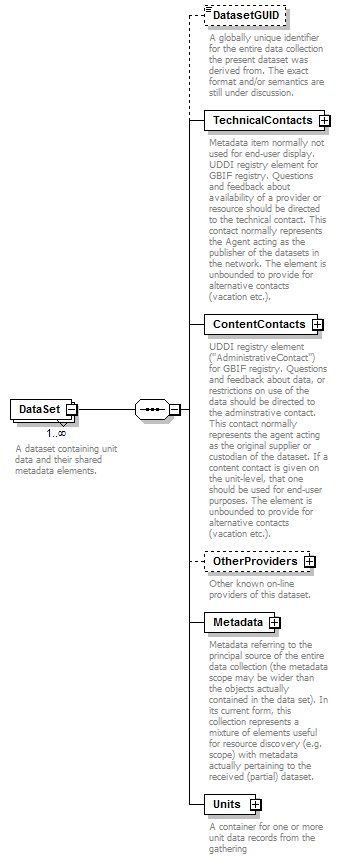 DatasetGUID
A globally unique identifier
for the entire data collection
the present dataset was
derived from. The exact
format and/or semantics are
still under discussion.
TechnicalContacts
Metadata item normally not
used for end-user display.
UDDI registry element for
GBIF registry. Questions
and feedback about
availability of a provider or
resource should be directed
to the technical contact. This
contact normally represents
the Agent acting as the
publisher of the datasets in
the network. The element is
unbounded to provide for
alternative contacts
(vacation etc.).
ContentContacts
UDDI registry element
("AdministrativeContact")
for GBIF registry. Questions
and feedback about data, or
restrictions on use of the
data should be directed to
the adminstrative contact.
This contact normally
represents the agent acting
as the original supplier or
custodian of the dataset. If a
content contact is given on
the unit-level, that one
should be used for end-user
purposes. The element is
unbounded to provide for
alternative contacts
(vacation etc.).
DataSet
1..∞
A dataset containing unit
data and their shared
metadata elements.
OtherProviders
Other known on-line
providers of this dataset.
Metadata
Metadata referring to the
principal source of the entire
data collection (the metadata
scope may be wider than
the objects actually
contained in the data set). In
its current form, this
collection represents a
mixture of elements useful
for resource discovery (e.g.
scope) with metadata
actually pertaining to the
received (partial) dataset.
Units
A container for one or more
unit data records from the
gathering